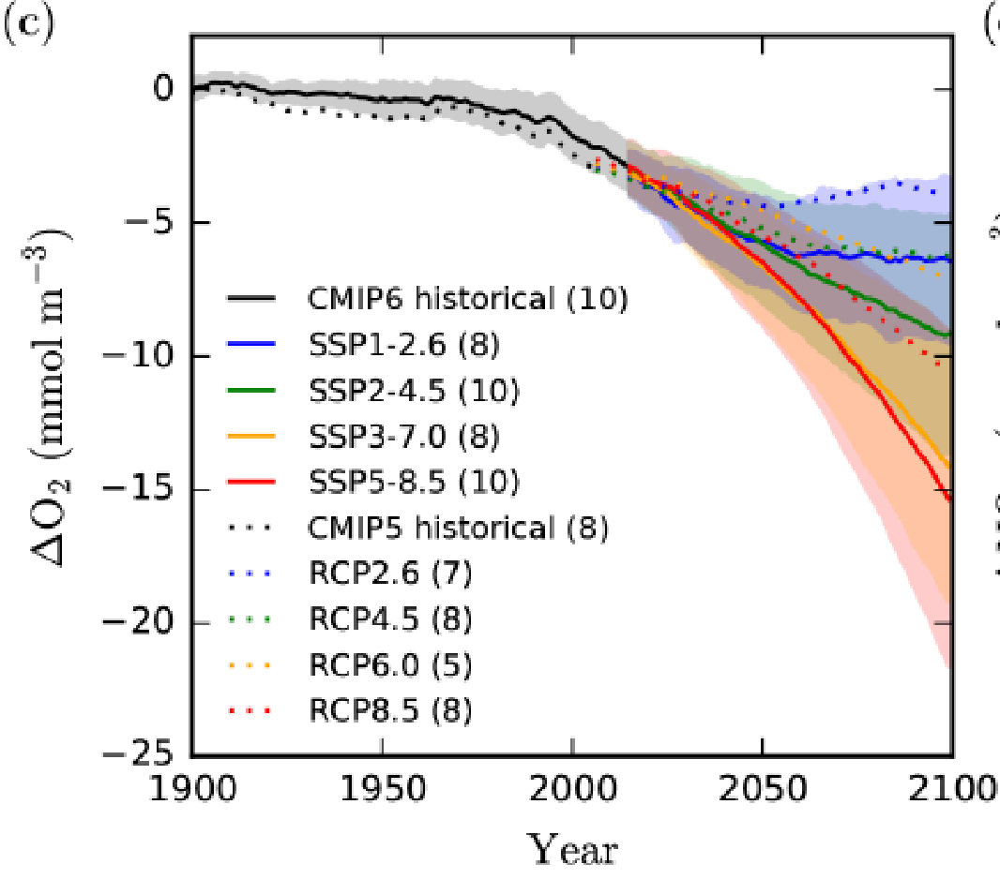 (c)
0
−5
−10
−15
−20
−25
ΔO₂ (mmol m⁻³)
CMIP6 historical (10)
SSP1-2.6 (8)
SSP2-4.5 (10)
SSP3-7.0 (8)
SSP5-8.5 (10)
CMIP5 historical (8)
RCP2.6 (7)
RCP4.5 (8)
RCP6.0 (5)
RCP8.5 (8)
1900 1950 2000 2050 2100
Year